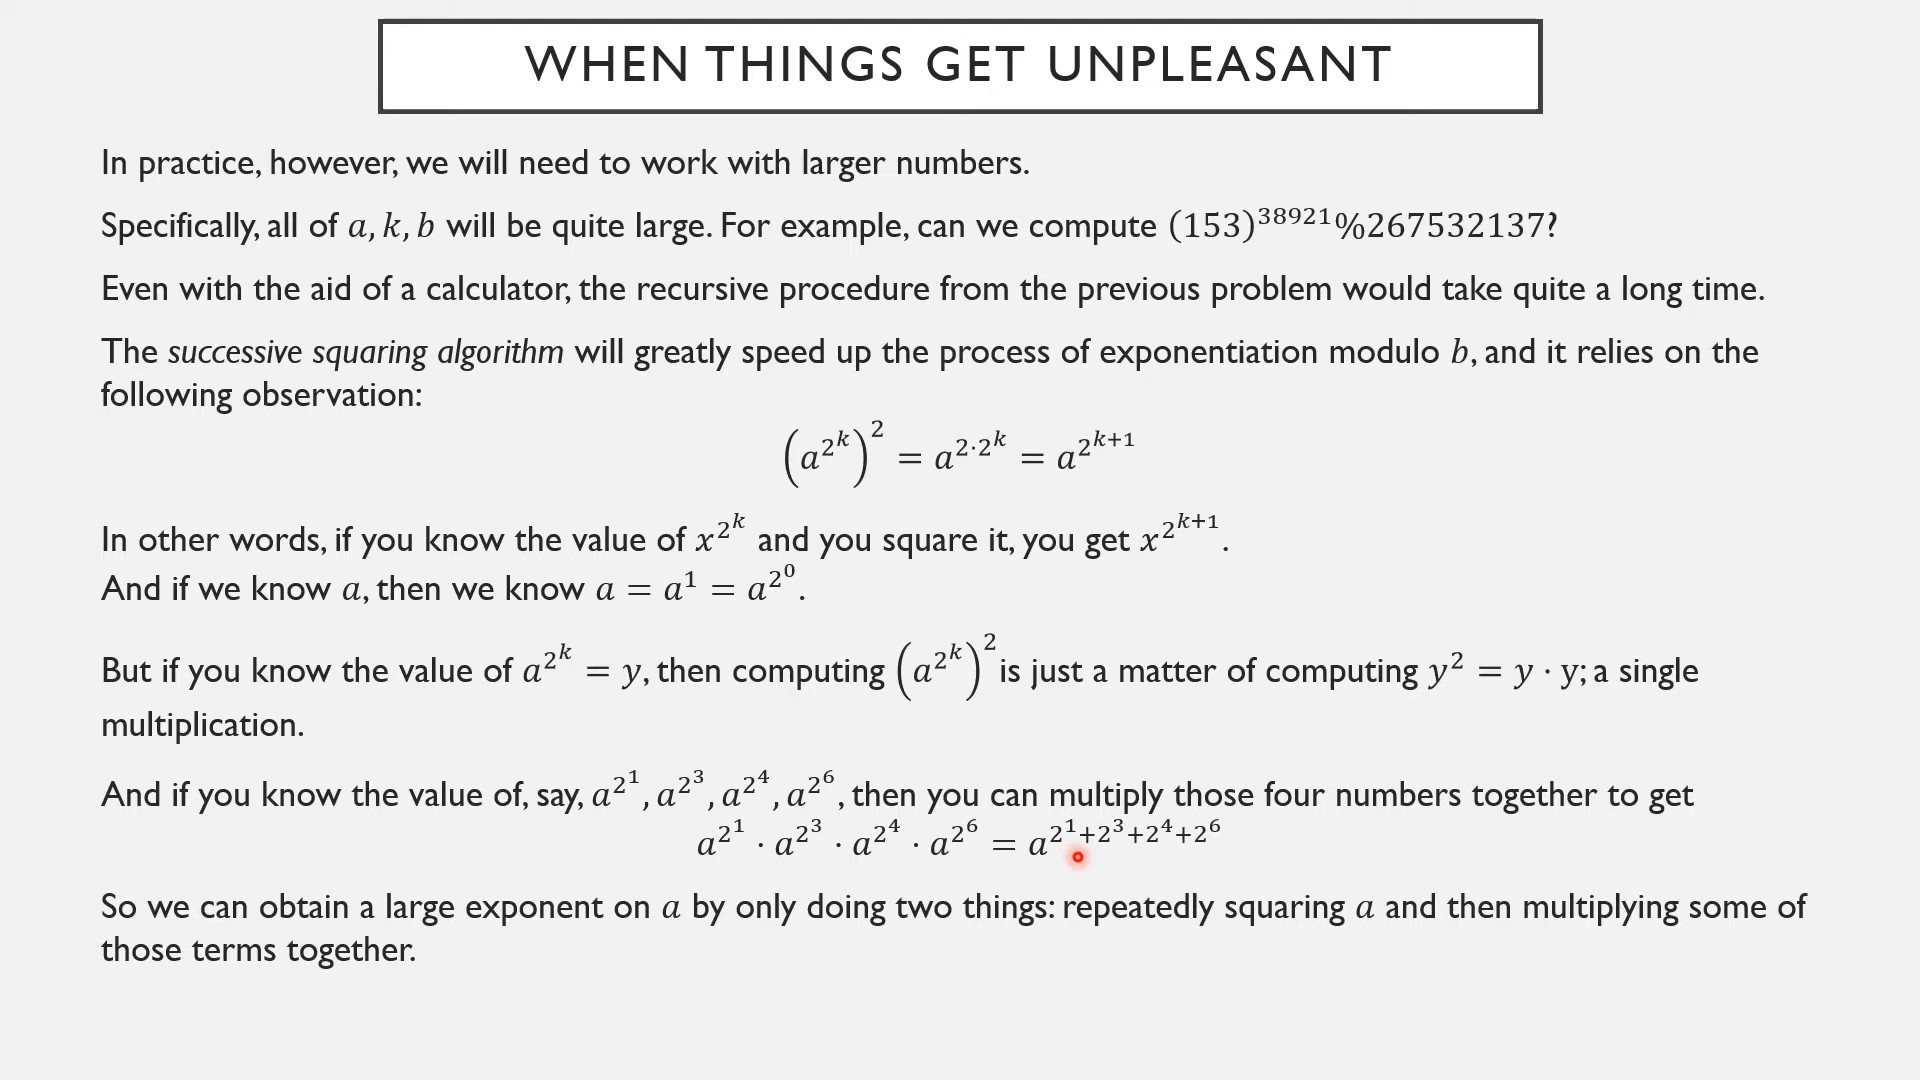 WHEN THINGS GET UNPLEASANT
In practice, however, we will need to work with larger numbers.
Specifically, all of a, k, b will be quite large. For example, can we compute (153)^38921%267532137?
Even with the aid of a calculator, the recursive procedure from the previous problem would take quite a long time.
The successive squaring algorithm will greatly speed up the process of exponentiation modulo b, and it relies on the
following observation:
(a^{2^k})^2 = a^{2·2^k} = a^{2^{k+1}}
In other words, if you know the value of x^{2^k} and you square it, you get x^{2^{k+1}}.
And if we know a, then we know a = a^1 = a^{2^0}.
But if you know the value of a^{2^k} = y, then computing (a^{2^k})^2 is just a matter of computing y^2 = y · y; a single
multiplication.
And if you know the value of, say, a^{2^1}, a^{2^3}, a^{2^4}, a^{2^6}, then you can multiply those four numbers together to get
a^{2^1} · a^{2^3} · a^{2^4} · a^{2^6} = a^{2^1+2^3+2^4+2^6}
So we can obtain a large exponent on a by only doing two things: repeatedly squaring a and then multiplying some of
those terms together.